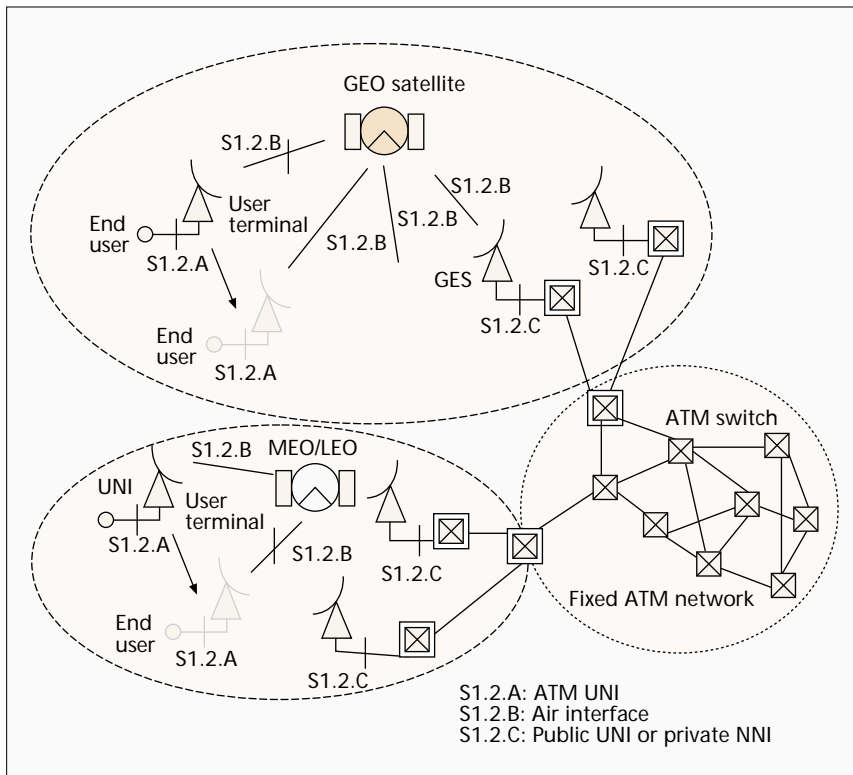 GEO satellite
S1.2.B
S1.2.B
User
terminal
End
user
S1.2.A
S1.2.B
S1.2.B
GES
S1.2.C
S1.2.C
End
user
S1.2.A
ATM switch
MEO/LEO
S1.2.B
UNI
User
terminal
S1.2.A
S1.2.B
S1.2.C
End
user
S1.2.A
S1.2.C
Fixed ATM network
S1.2.A: ATM UNI
S1.2.B: Air interface
S1.2.C: Public UNI or private NNI